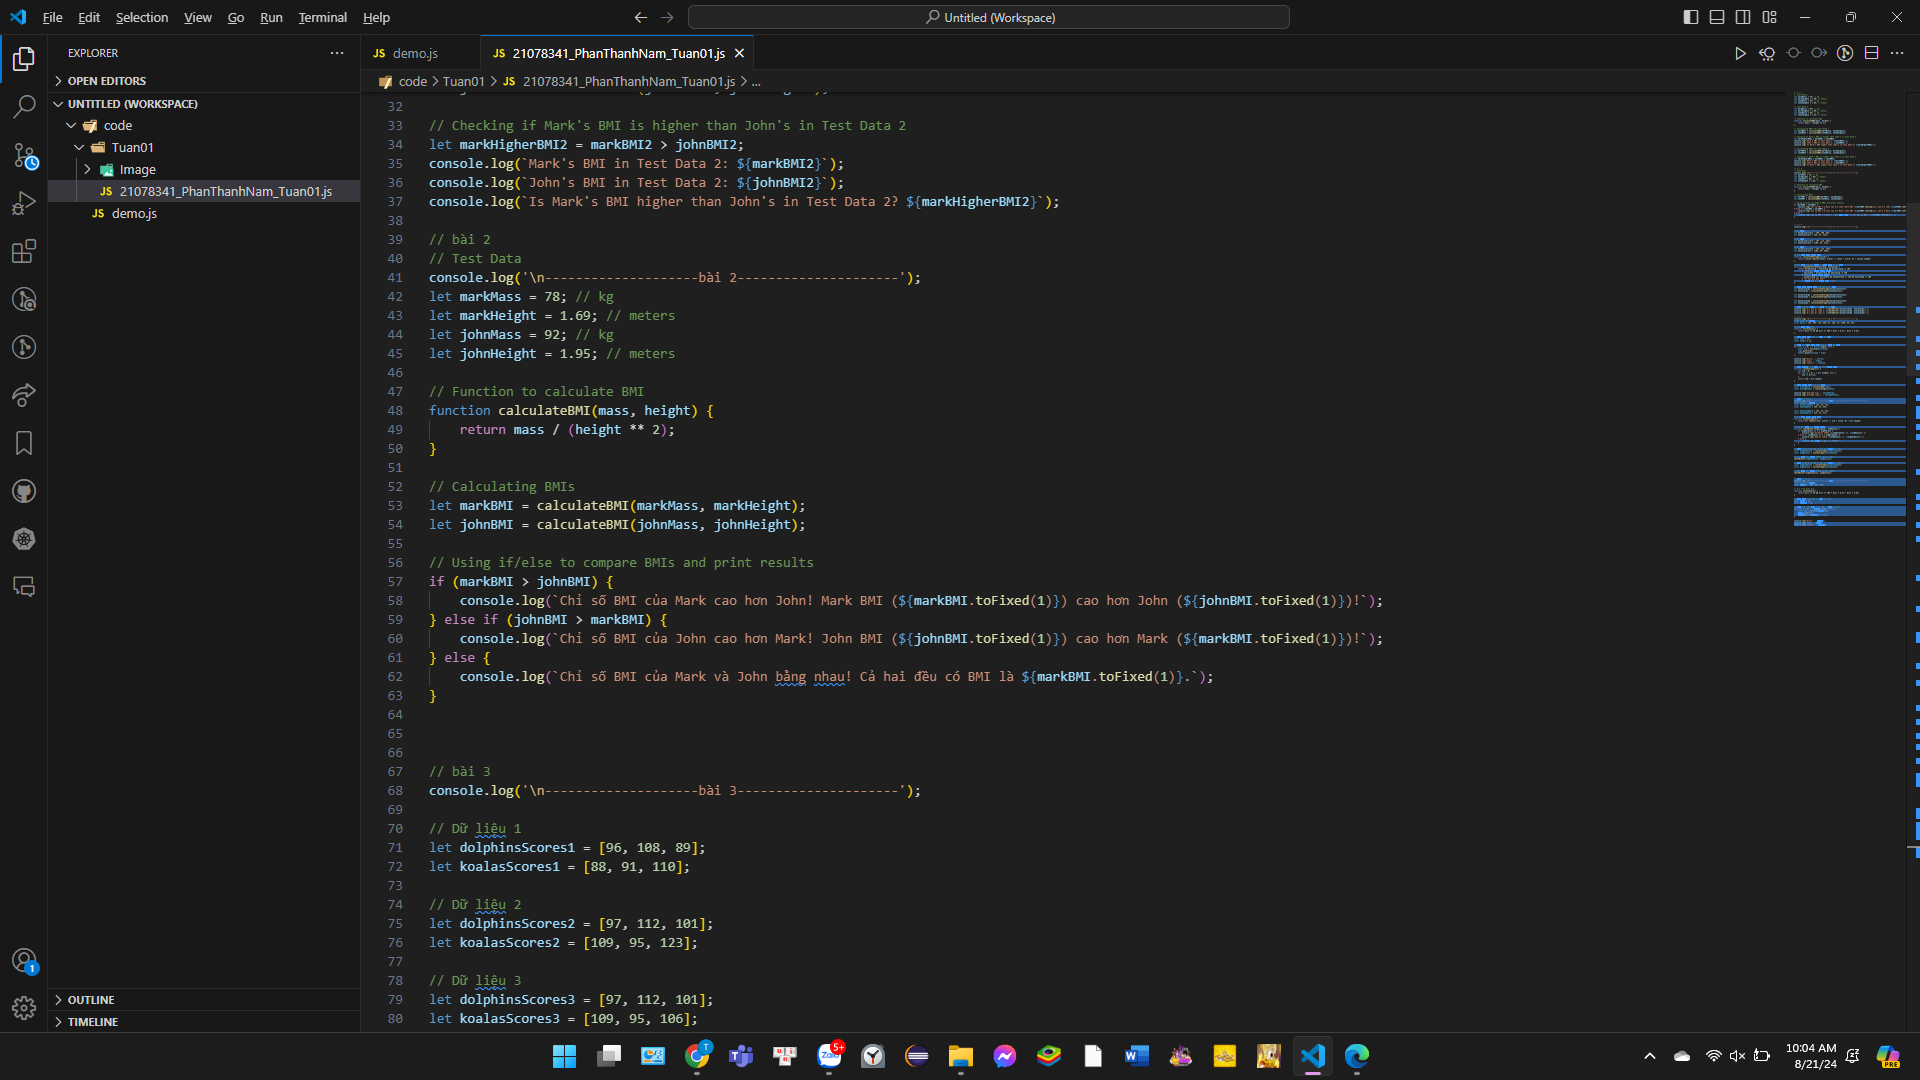 File Edit Selection View Go Run Terminal Help
Untitled (Workspace)
EXPLORER
OPEN EDITORS
UNTITLED (WORKSPACE)
code
Tuan01
Image
JS 21078341_PhanThanhNam_Tuan01.js
JS demo.js
OUTLINE
TIMELINE
JS demo.js
JS 21078341_PhanThanhNam_Tuan01.js
code > Tuan01 > JS 21078341_PhanThanhNam_Tuan01.js > ...
32
33 // Checking if Mark's BMI is higher than John's in Test Data 2
34 let markHigherBMI2 = markBMI2 > johnBMI2;
35 console.log(`Mark's BMI in Test Data 2: ${markBMI2}`);
36 console.log(`John's BMI in Test Data 2: ${johnBMI2}`);
37 console.log(`Is Mark's BMI higher than John's in Test Data 2? ${markHigherBMI2}`);
38
39 // bài 2
40 // Test Data
41 console.log('\n--------------------bài 2---------------------');
42 let markMass = 78; // kg
43 let markHeight = 1.69; // meters
44 let johnMass = 92; // kg
45 let johnHeight = 1.95; // meters
46
47 // Function to calculate BMI
48 function calculateBMI(mass, height) {
49 return mass / (height ** 2);
50 }
51
52 // Calculating BMIs
53 let markBMI = calculateBMI(markMass, markHeight);
54 let johnBMI = calculateBMI(johnMass, johnHeight);
55
56 // Using if/else to compare BMIs and print results
57 if (markBMI > johnBMI) {
58 console.log(`Chỉ số BMI của Mark cao hơn John! Mark BMI (${markBMI.toFixed(1)}) cao hơn John (${johnBMI.toFixed(1)})!`);
59 } else if (johnBMI > markBMI) {
60 console.log(`Chỉ số BMI của John cao hơn Mark! John BMI (${johnBMI.toFixed(1)}) cao hơn Mark (${markBMI.toFixed(1)})!`);
61 } else {
62 console.log(`Chỉ số BMI của Mark và John bằng nhau! Cả hai đều có BMI là ${markBMI.toFixed(1)}.`);
63 }
64
65
66
67 // bài 3
68 console.log('\n--------------------bài 3---------------------');
69
70 // Dữ liệu 1
71 let dolphinsScores1 = [96, 108, 89];
72 let koalasScores1 = [88, 91, 110];
73
74 // Dữ liệu 2
75 let dolphinsScores2 = [97, 112, 101];
76 let koalasScores2 = [109, 95, 123];
77
78 // Dữ liệu 3
79 let dolphinsScores3 = [97, 112, 101];
80 let koalasScores3 = [109, 95, 106];
1
T
Zalo
5+
10:04 AM
8/21/24
PRE